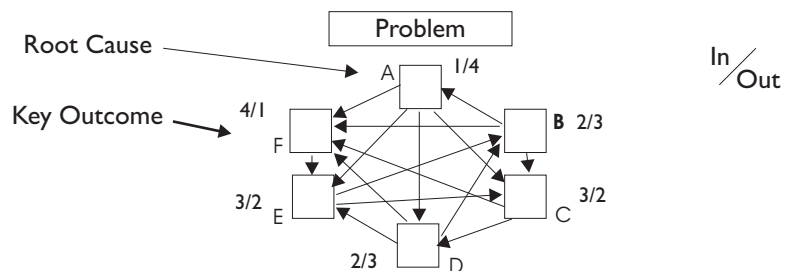 Problem
Root Cause
In/Out
A 1/4
4/1
Key Outcome
B 2/3
F
3/2
3/2
E
C
2/3
D